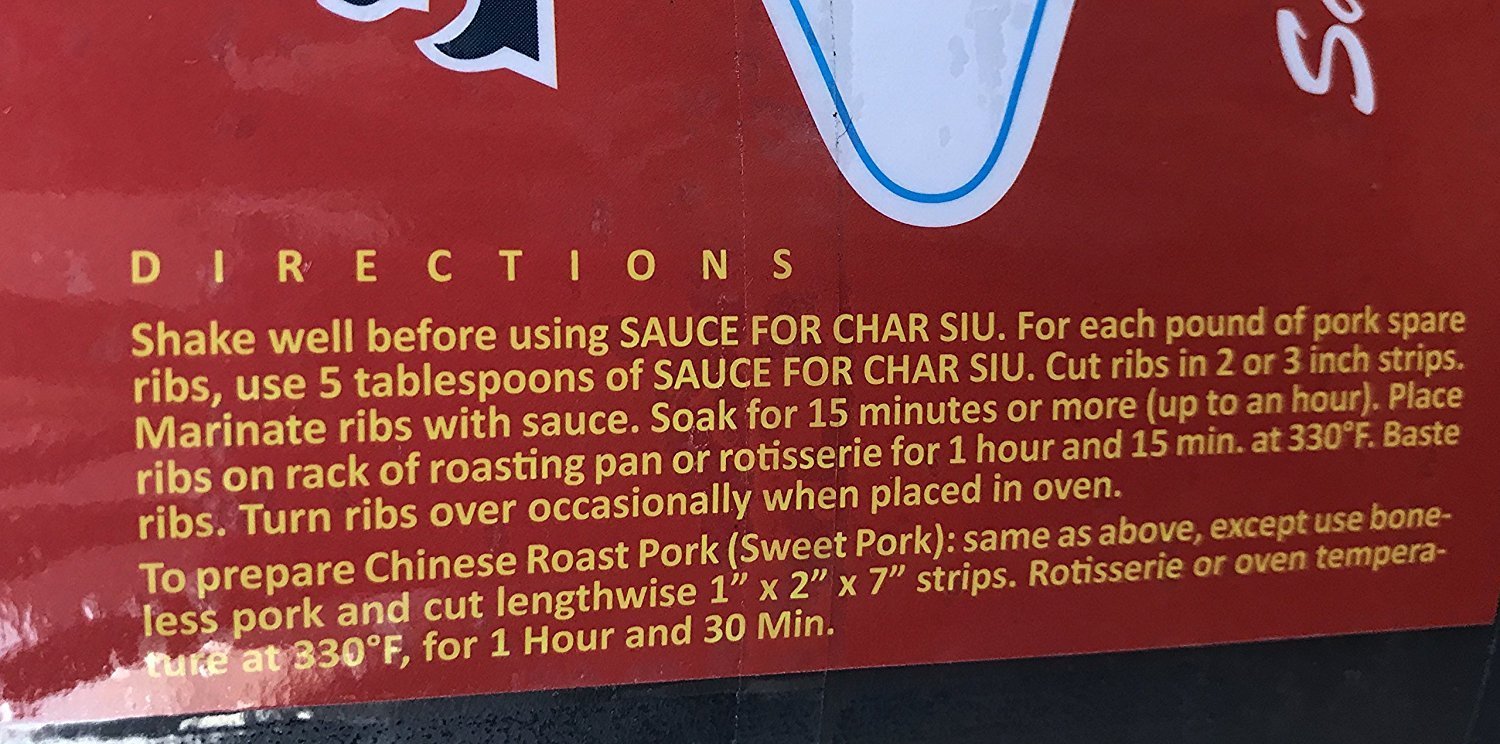 DIRECTIONS
Shake well before using SAUCE FOR CHAR SIU. For each pound of pork spare
ribs, use 5 tablespoons of SAUCE FOR CHAR SIU. Cut ribs in 2 or 3 inch strips.
Marinate ribs with sauce. Soak for 15 minutes or more (up to an hour). Place
ribs on rack of roasting pan or rotisserie for 1 hour and 15 min. at 330°F. Baste
ribs. Turn ribs over occasionally when placed in oven.
To prepare Chinese Roast Pork (Sweet Pork): same as above, except use bone-
less pork and cut lengthwise 1” x 2” x 7” strips. Rotisserie or oven tempera-
ture at 330°F, for 1 Hour and 30 Min.